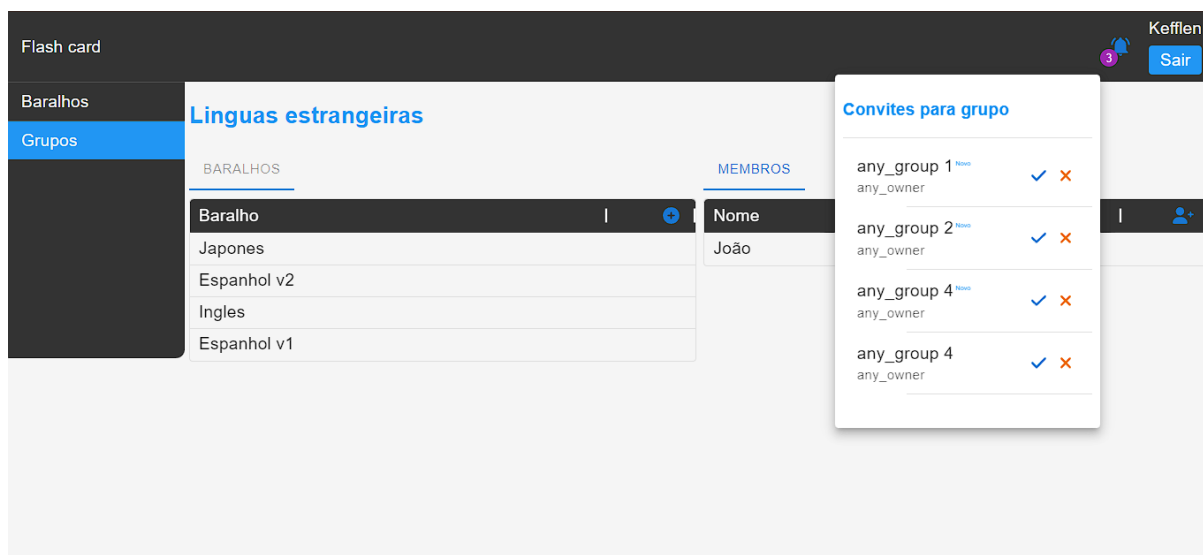 Flash card
3
Kefflen
Sair
Baralhos
Grupos
Linguas estrangeiras
BARALHOS
Baralho
Japones
Espanhol v2
Ingles
Espanhol v1
MEMBROS
Nome
João
Convites para grupo
any_group 1 Novo
any_owner
any_group 2 Novo
any_owner
any_group 4 Novo
any_owner
any_group 4
any_owner